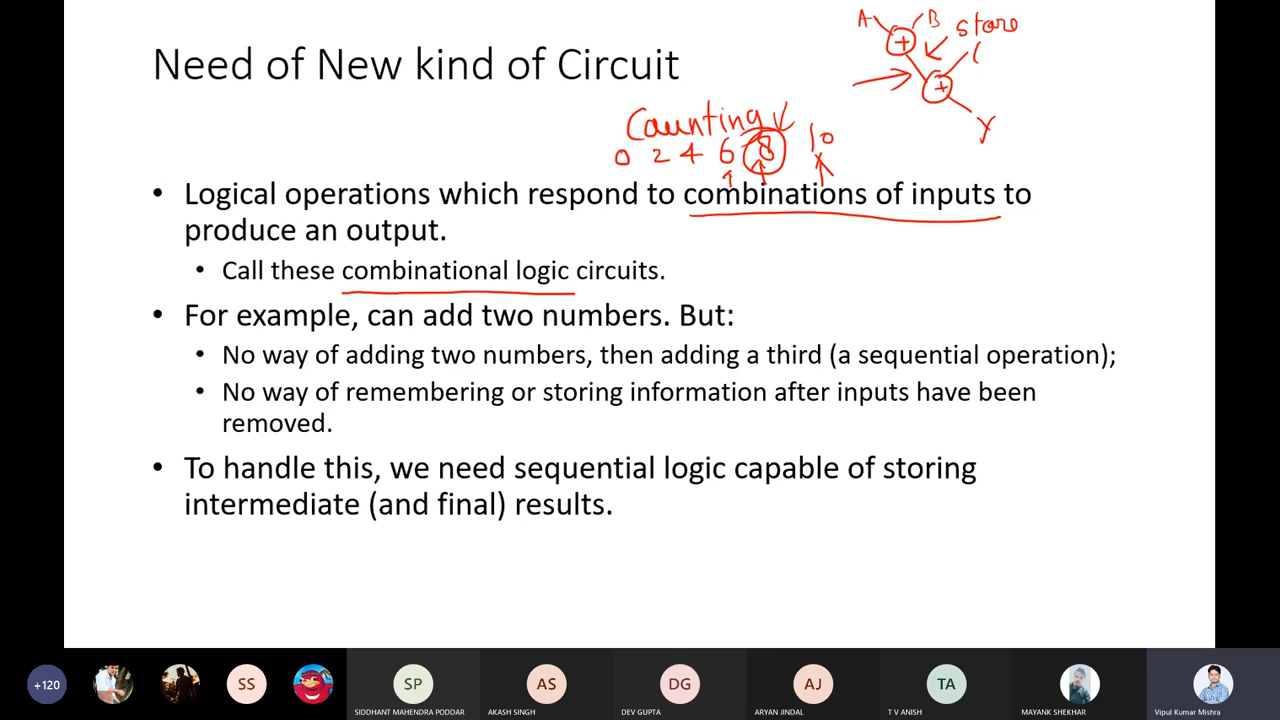 A B store
+ C
+
Y
Need of New kind of Circuit
Counting
0 2 4 6 8 10
• Logical operations which respond to combinations of inputs to
produce an output.
• Call these combinational logic circuits.
• For example, can add two numbers. But:
• No way of adding two numbers, then adding a third (a sequential operation);
• No way of remembering or storing information after inputs have been
removed.
• To handle this, we need sequential logic capable of storing
intermediate (and final) results.
+120 SS SP AS DG AJ TA
SIDDHANT MAHENDRA PODDAR AKASH SINGH DEV GUPTA ARYAN JINDAL T V ANISH MAYANK SHEKHAR Vipul Kumar Mishra